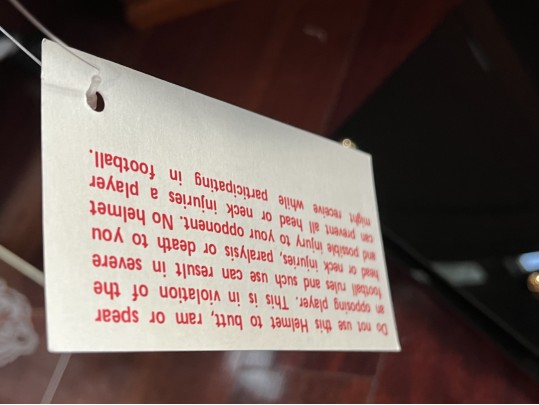 Do not use this Helmet to butt, ram or spear
an opposing player. This is in violation of the
football rules and such use can result in severe
head or neck injuries, paralysis or death to you
and possible injury to your opponent. No helmet
can prevent all head or neck injuries a player
might receive while participating in football.